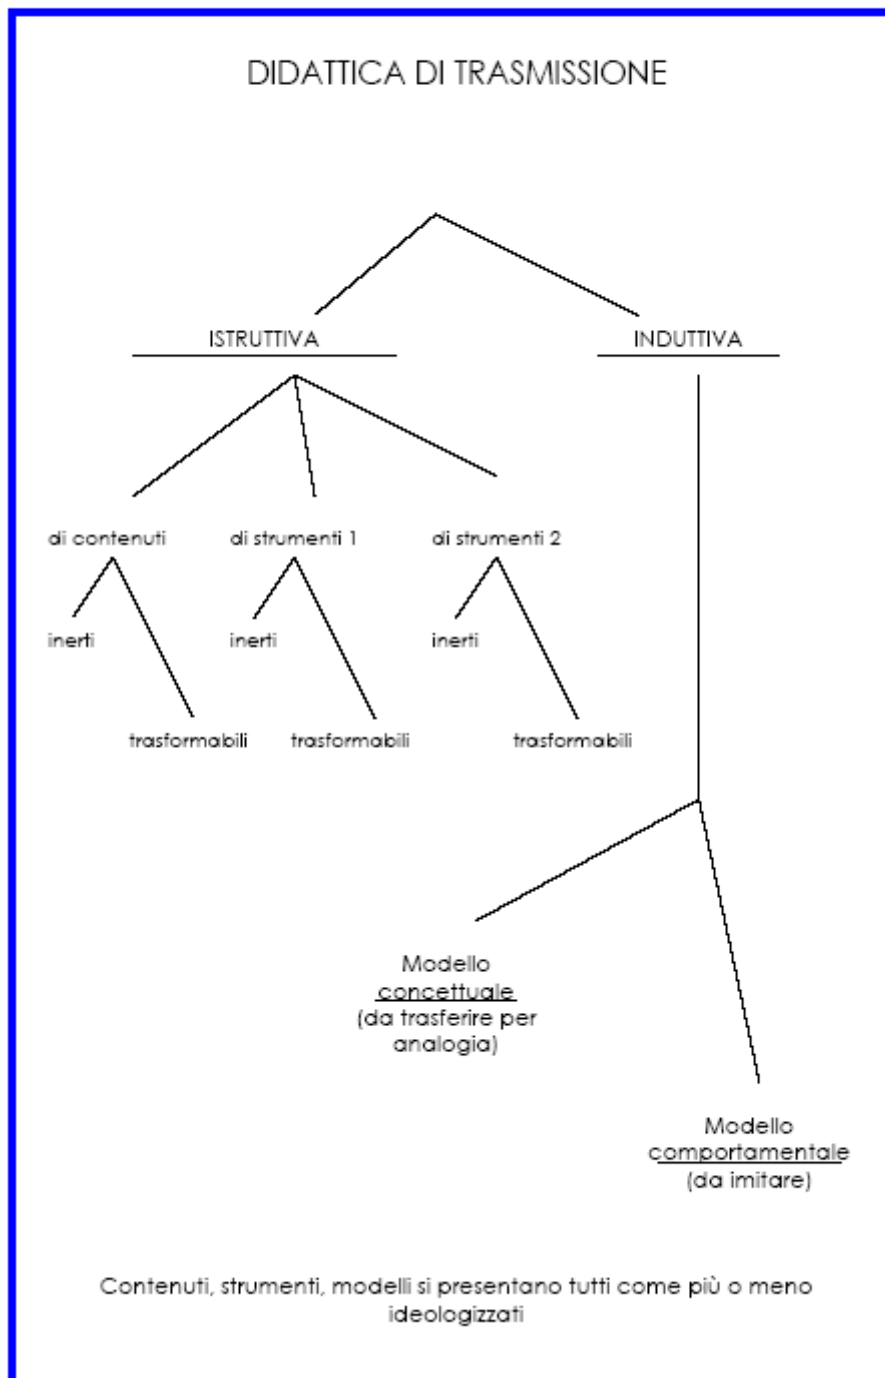 DIDATTICA DI TRASMISSIONE
ISTRUTTIVA
INDUTTIVA
di contenuti
di strumenti 1
di strumenti 2
inerti
inerti
inerti
trasformabili
trasformabili
trasformabili
Modello
concettuale
(da trasferire per
analogia)
Modello
comportamentale
(da imitare)
Contenuti, strumenti, modelli si presentano tutti come più o meno
ideologizzati